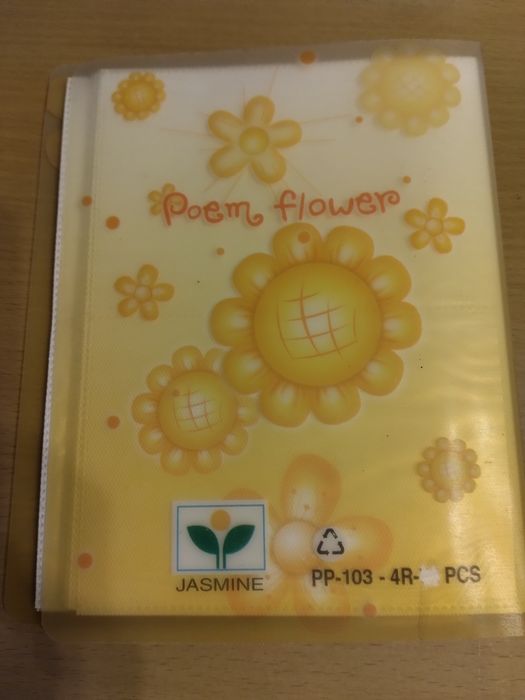 Poem flower
JASMINE
PP-103 - 4R- PCS